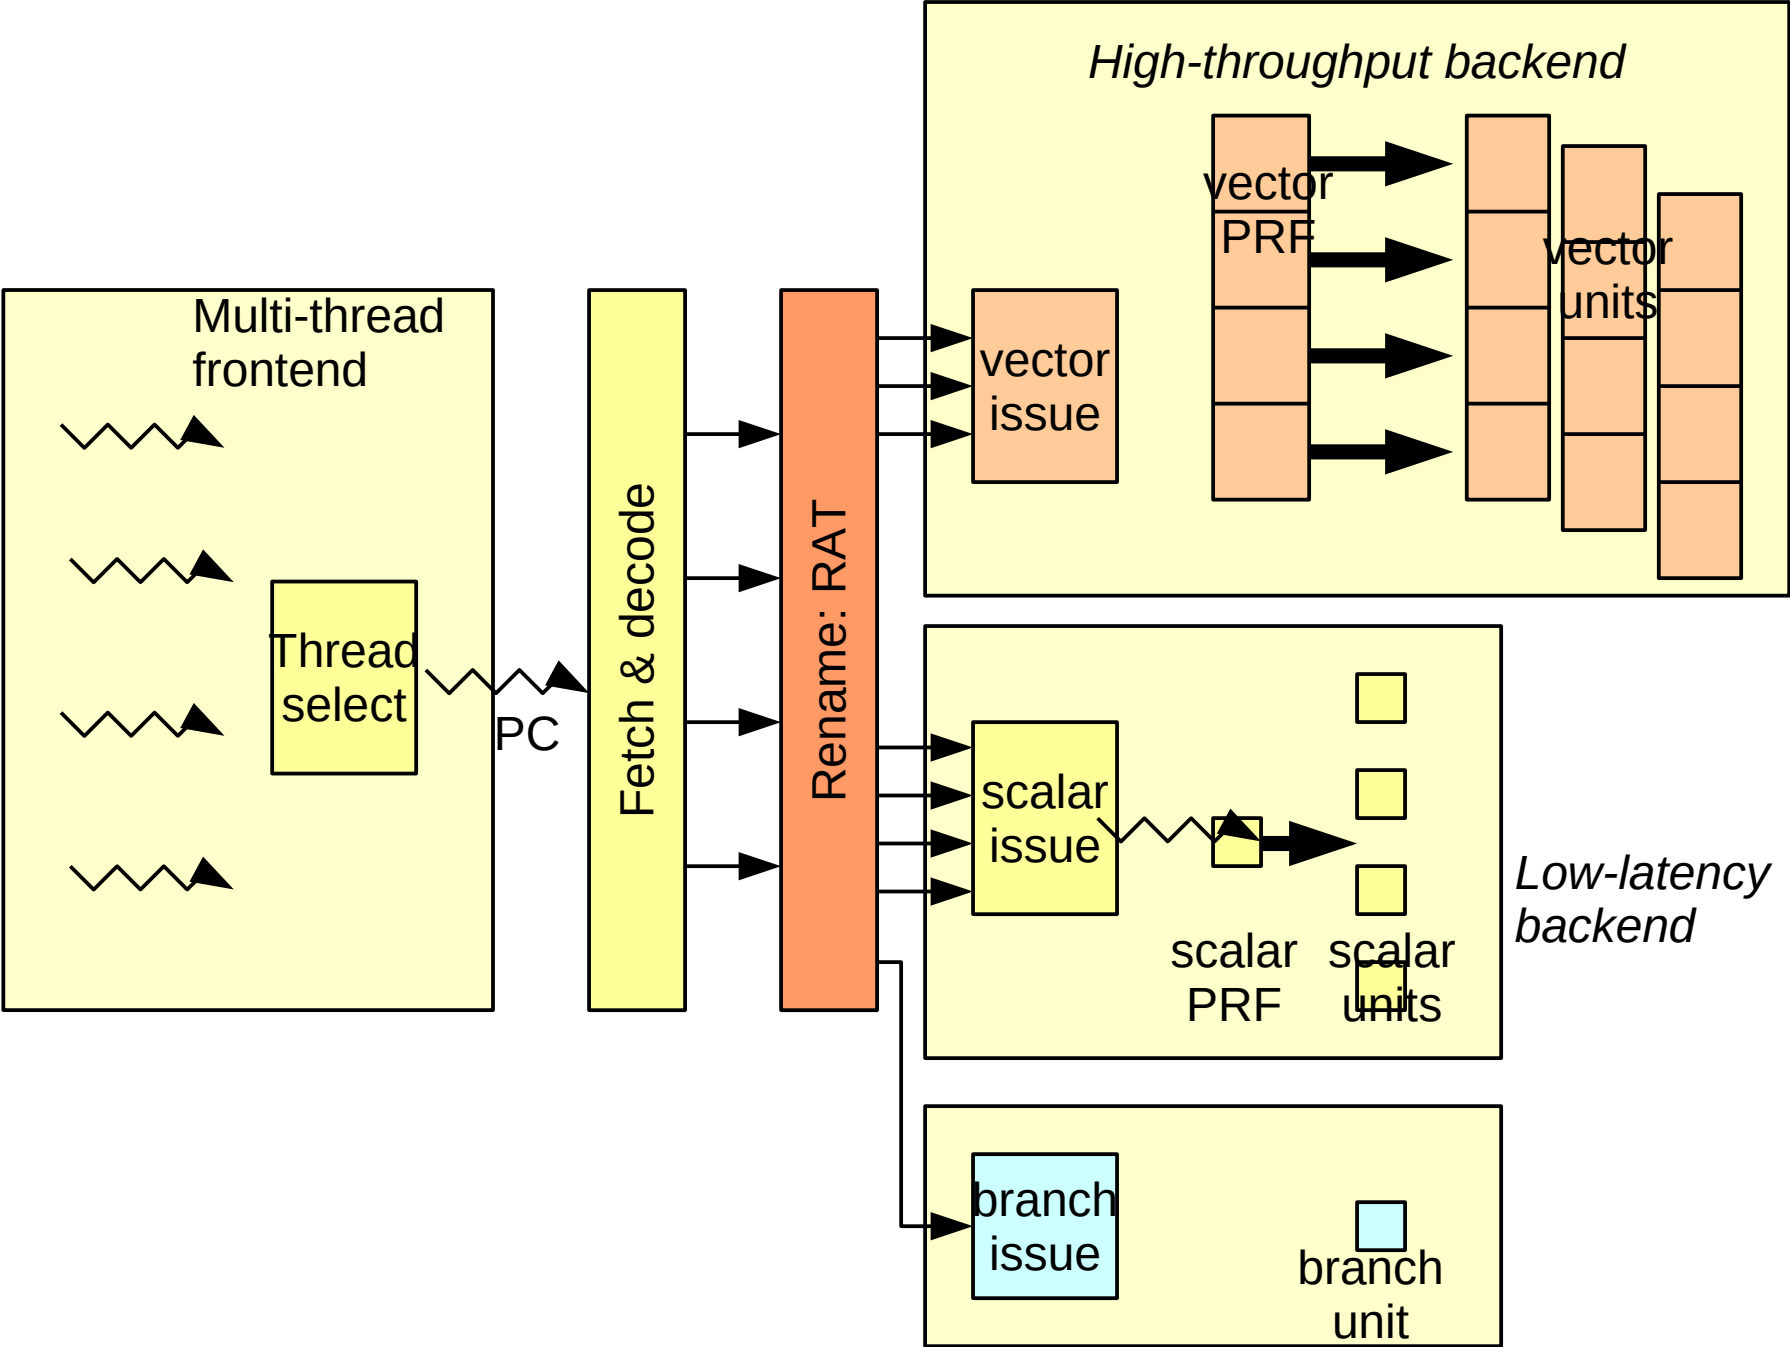 High-throughput backend
vector
PRF
vector
units
Multi-thread
frontend
vector
issue
Thread
select
PC
Fetch & decode
Rename: RAT
scalar
issue
scalar
PRF
scalar
units
Low-latency
backend
branch
issue
branch
unit